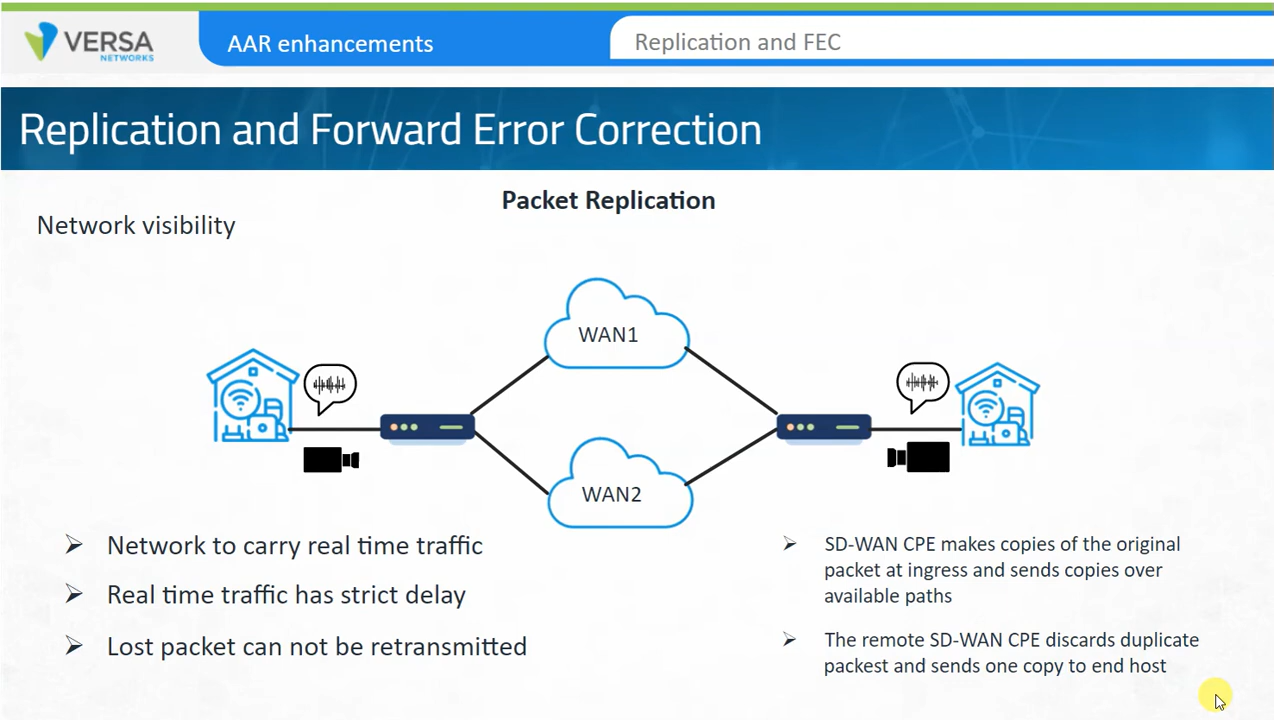 VERSA
NETWORKS
AAR enhancements
Replication and FEC
Replication and Forward Error Correction
Packet Replication
Network visibility
WAN1
WAN2
Network to carry real time traffic
Real time traffic has strict delay
Lost packet can not be retransmitted
SD-WAN CPE makes copies of the original
packet at ingress and sends copies over
available paths
The remote SD-WAN CPE discards duplicate
packest and sends one copy to end host